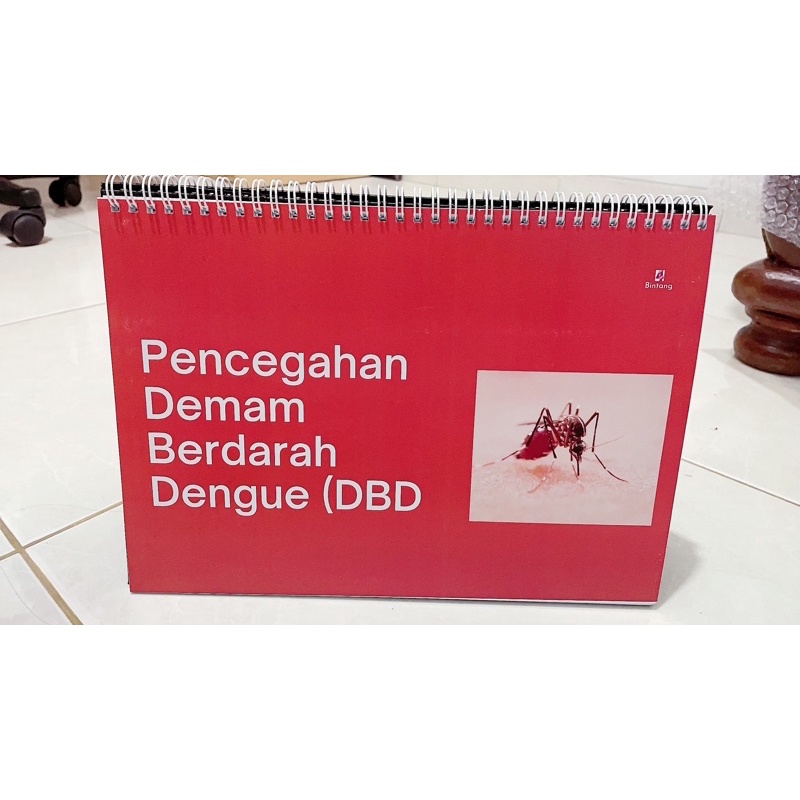 Bintang
Pencegahan
Demam
Berdarah
Dengue (DBD